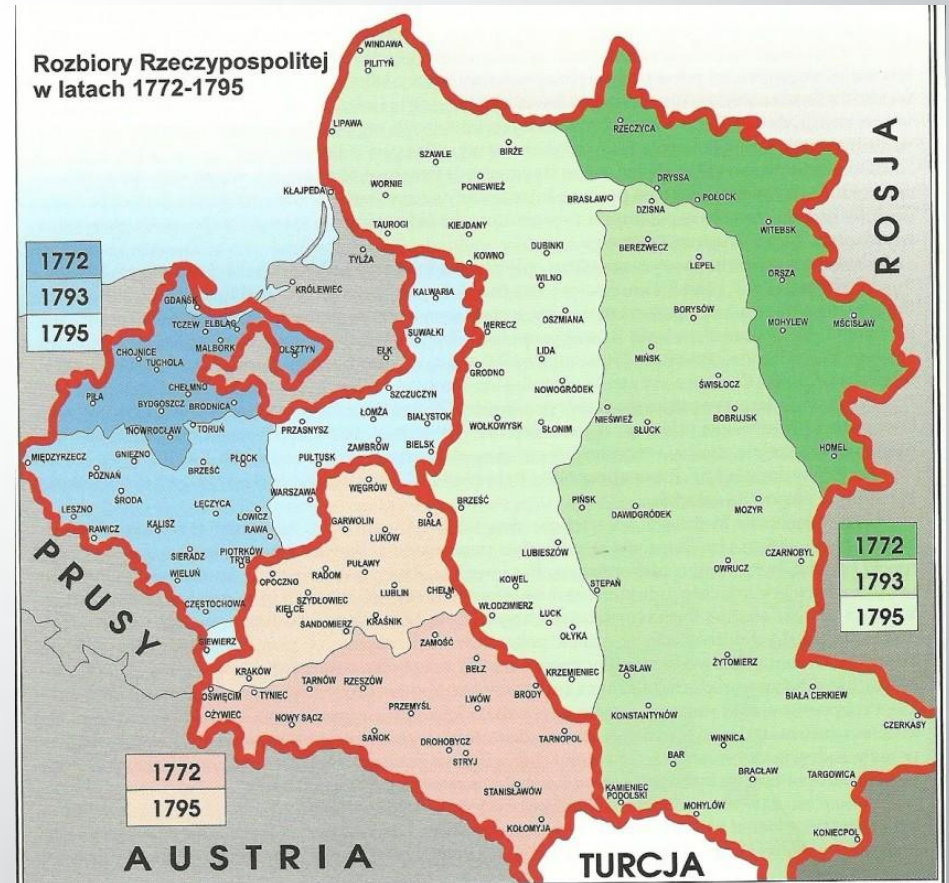 Rozbiory Rzeczypospolitej
w latach 1772-1795
WINDAWA
PILITYŃ
LIPAWA
RZECZYCA
SZAWLE
BIRŻE
WORNIE
PONIEWIEŻ
KŁAJPEDA
BRASŁAW
DRYSSA
DZISNA
POŁOCK
TAUROGI
KIEJDANY
WITEBSK
TYLŻA
KOWNO
DUBINKI
BEREZWECZ
LEPEL
ROSJA
1772
1793
1795
KRÓLEWIEC
KALWARIA
WILNO
ORSZA
GDAŃSK
TCZEW
ELBLĄG
MALBORK
OLSZTYN
SUWAŁKI
MERECZ
OSZMIANA
BORYSÓW
MOHYLEW
MŚCISŁAW
CHOJNICE
TUCHOLA
EŁK
LIDA
MIŃSK
GRODNO
NOWOGRÓDEK
ŚWISŁOCZ
PIŁA
CHEŁMNO
BYDGOSZCZ
BRODNICA
SZCZUCZYN
ŁOMŻA
BIAŁYSTOK
WOŁKOWYSK
SŁONIM
NIEŚWIEŻ
SŁUCK
BOBRUJSK
INOWROCŁAW
TORUŃ
PRZASNYSZ
ZAMBRÓW
BIELSK
HOMEL
MIĘDZYRZECZ
POZNAŃ
GNIEZNO
BRZEŚĆ
PŁOCK
PUŁTUSK
WĘGRÓW
LESZNO
ŚRODA
RAWICZ
KALISZ
ŁĘCZYCA
ŁOWICZ
RAWA
WARSZAWA
GARWOLIN
ŁUKÓW
BIAŁA
BRZEŚĆ
PIŃSK
DAWIDGRÓDEK
MOZYR
SIERADZ
PIOTRKÓW
TRYB.
WIELUŃ
OPOCZNO
RADOM
PUŁAWY
LUBIESZÓW
OWRUCZ
CZARNOBYL
1772
1793
1795
PRUSY
CZĘSTOCHOWA
KIELCE
SZYDŁOWIEC
LUBLIN
CHEŁM
KOWEL
STEPAŃ
SANDOMIERZ
KRAŚNIK
WŁODZIMIERZ
ŁUCK
OŁYKA
SIEWIERZ
ZAMOŚĆ
KRAKÓW
BEŁZ
KRZEMIENIEC
ZASŁAW
ŻYTOMIERZ
OŚWIĘCIM
TYNIEC
TARNÓW
RZESZÓW
BRODY
BIAŁA CERKIEW
ŻYWIEC
NOWY SĄCZ
PRZEMYŚL
LWÓW
KONSTANTYNÓW
CZERKASY
SANOK
DROHOBYCZ
STRYJ
TARNOPOL
BAR
WINNICA
1772
1795
STANISŁAWÓW
KAMIENIEC
PODOLSKI
BRACŁAW
TARGOWICA
MOHYLÓW
KOŁOMYJA
KONIECPOL
AUSTRIA
TURCJA